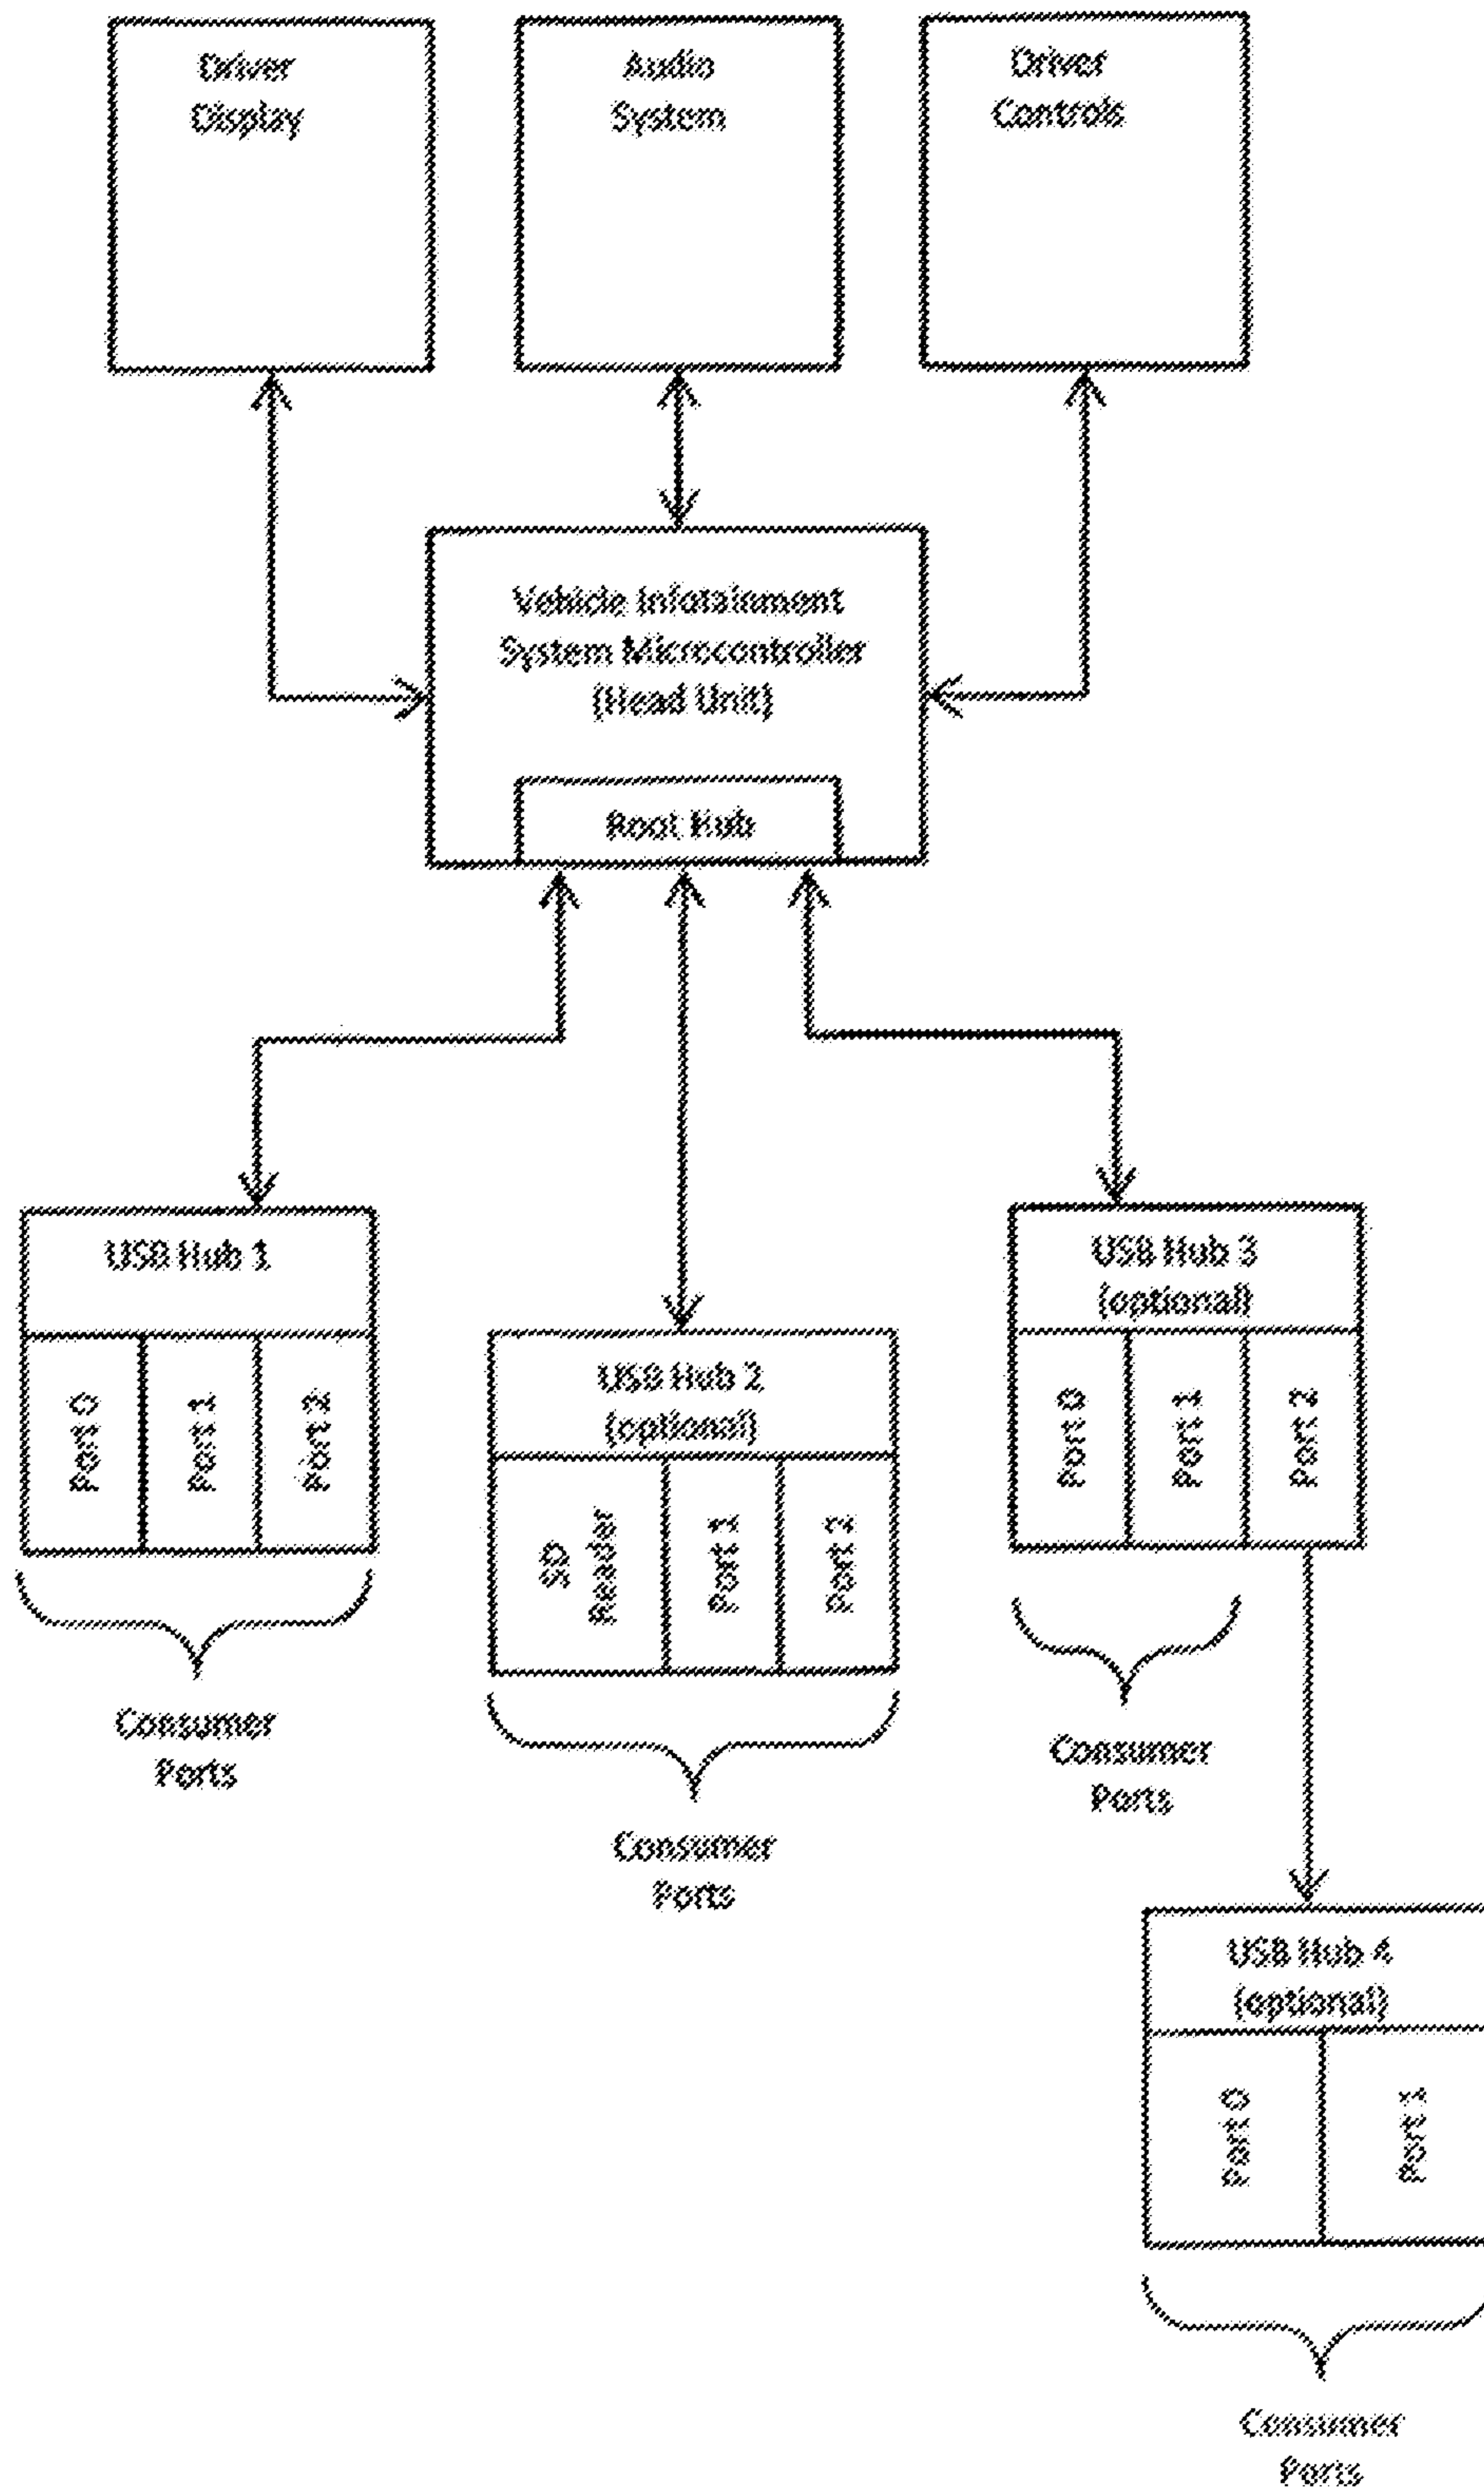 Driver
Display
Audio
System
Driver
Controls
Vehicle Infotainment
System Microcontroller
(Head Unit)
Root Hub
USB Hub 1
Port 0
Port 1
Port 2
Consumer
Ports
USB Hub 2
(optional)
SD
Reader
Port 1
Port 2
Consumer
Ports
USB Hub 3
(optional)
Port 0
Port 1
Port 2
Consumer
Ports
USB Hub 4
(optional)
Port 0
Port 1
Consumer
Ports